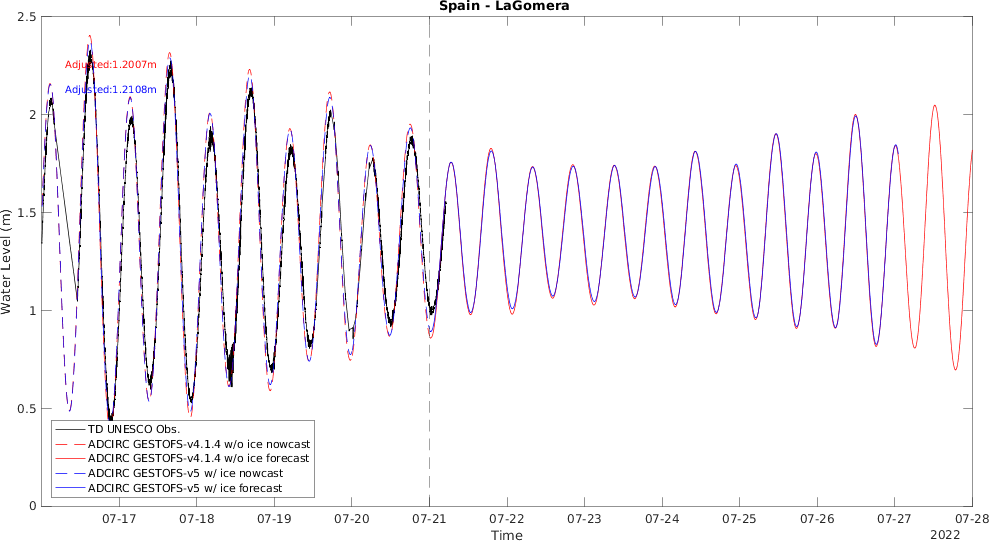 Spain - LaGomera
2.5
2
1.5
1
0.5
0
Water Level (m)
Adjusted:1.2007m
Adjusted:1.2108m
TD UNESCO Obs.
ADCIRC GESTOFS-v4.1.4 w/o ice nowcast
ADCIRC GESTOFS-v4.1.4 w/o ice forecast
ADCIRC GESTOFS-v5 w/ ice nowcast
ADCIRC GESTOFS-v5 w/ ice forecast
07-17 07-18 07-19 07-20 07-21 07-22 07-23 07-24 07-25 07-26 07-27 07-28
Time
2022